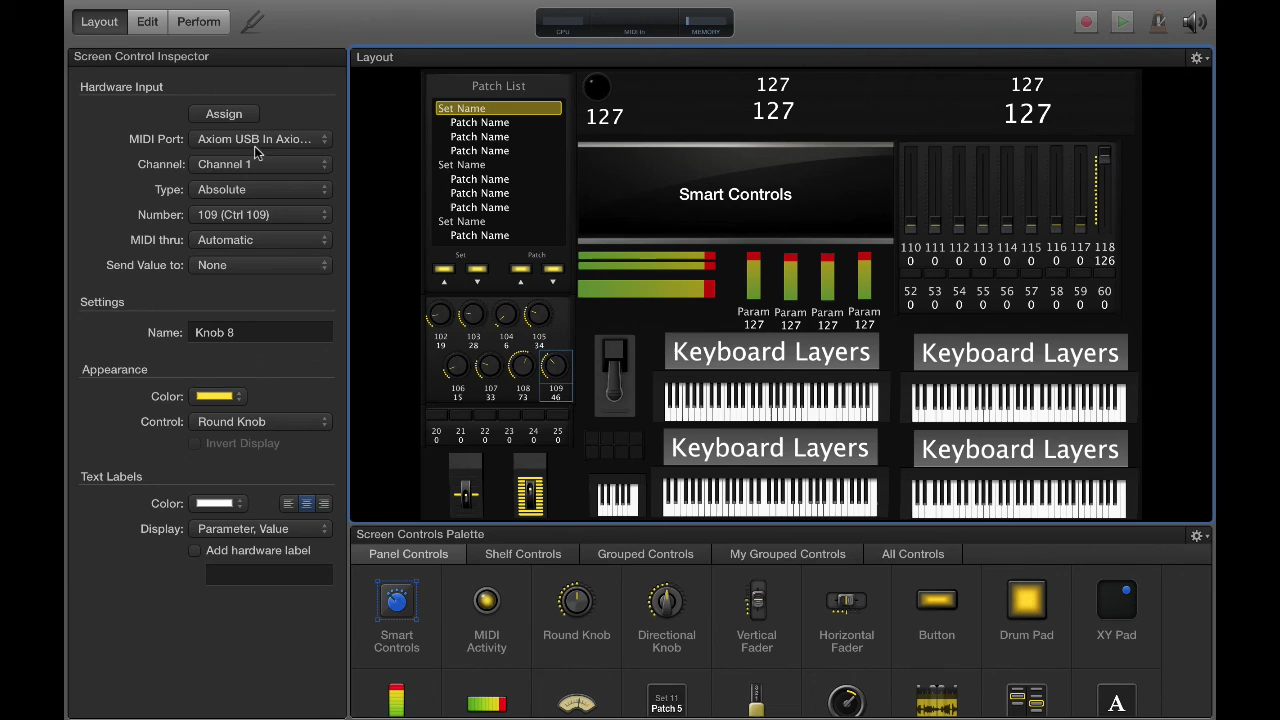 Layout Edit Perform
CPU MIDI In MEMORY
Screen Control Inspector
Hardware Input
Assign
MIDI Port: Axiom USB In Axio...
Channel: Channel 1
Type: Absolute
Number: 109 (Ctrl 109)
MIDI thru: Automatic
Send Value to: None
Settings
Name: Knob 8
Appearance
Color:
Control: Round Knob
Invert Display
Text Labels
Color:
Display: Parameter, Value
Add hardware label
Layout
Patch List
Set Name
Patch Name
Patch Name
Patch Name
Set Name
Patch Name
Patch Name
Patch Name
Set Name
Patch Name
Set Patch
102 103 104 105
19 28 6 34
106 107 108 109
15 33 73 46
20 21 22 23 24 25
0 0 0 0 0 0
127 127
127 127 127
Smart Controls
110 111 112 113 114 115 116 117 118
0 0 0 0 0 0 0 0 126
52 53 54 55 56 57 58 59 60
0 0 0 0 0 0 0 0 0
Param Param Param Param
127 127 127 127
Keyboard Layers Keyboard Layers
Keyboard Layers Keyboard Layers
Screen Controls Palette
Panel Controls Shelf Controls Grouped Controls My Grouped Controls All Controls
Smart Controls
MIDI Activity
Round Knob
Directional Knob
Vertical Fader
Horizontal Fader
Button
Drum Pad
XY Pad
Set 11
Patch 5
A